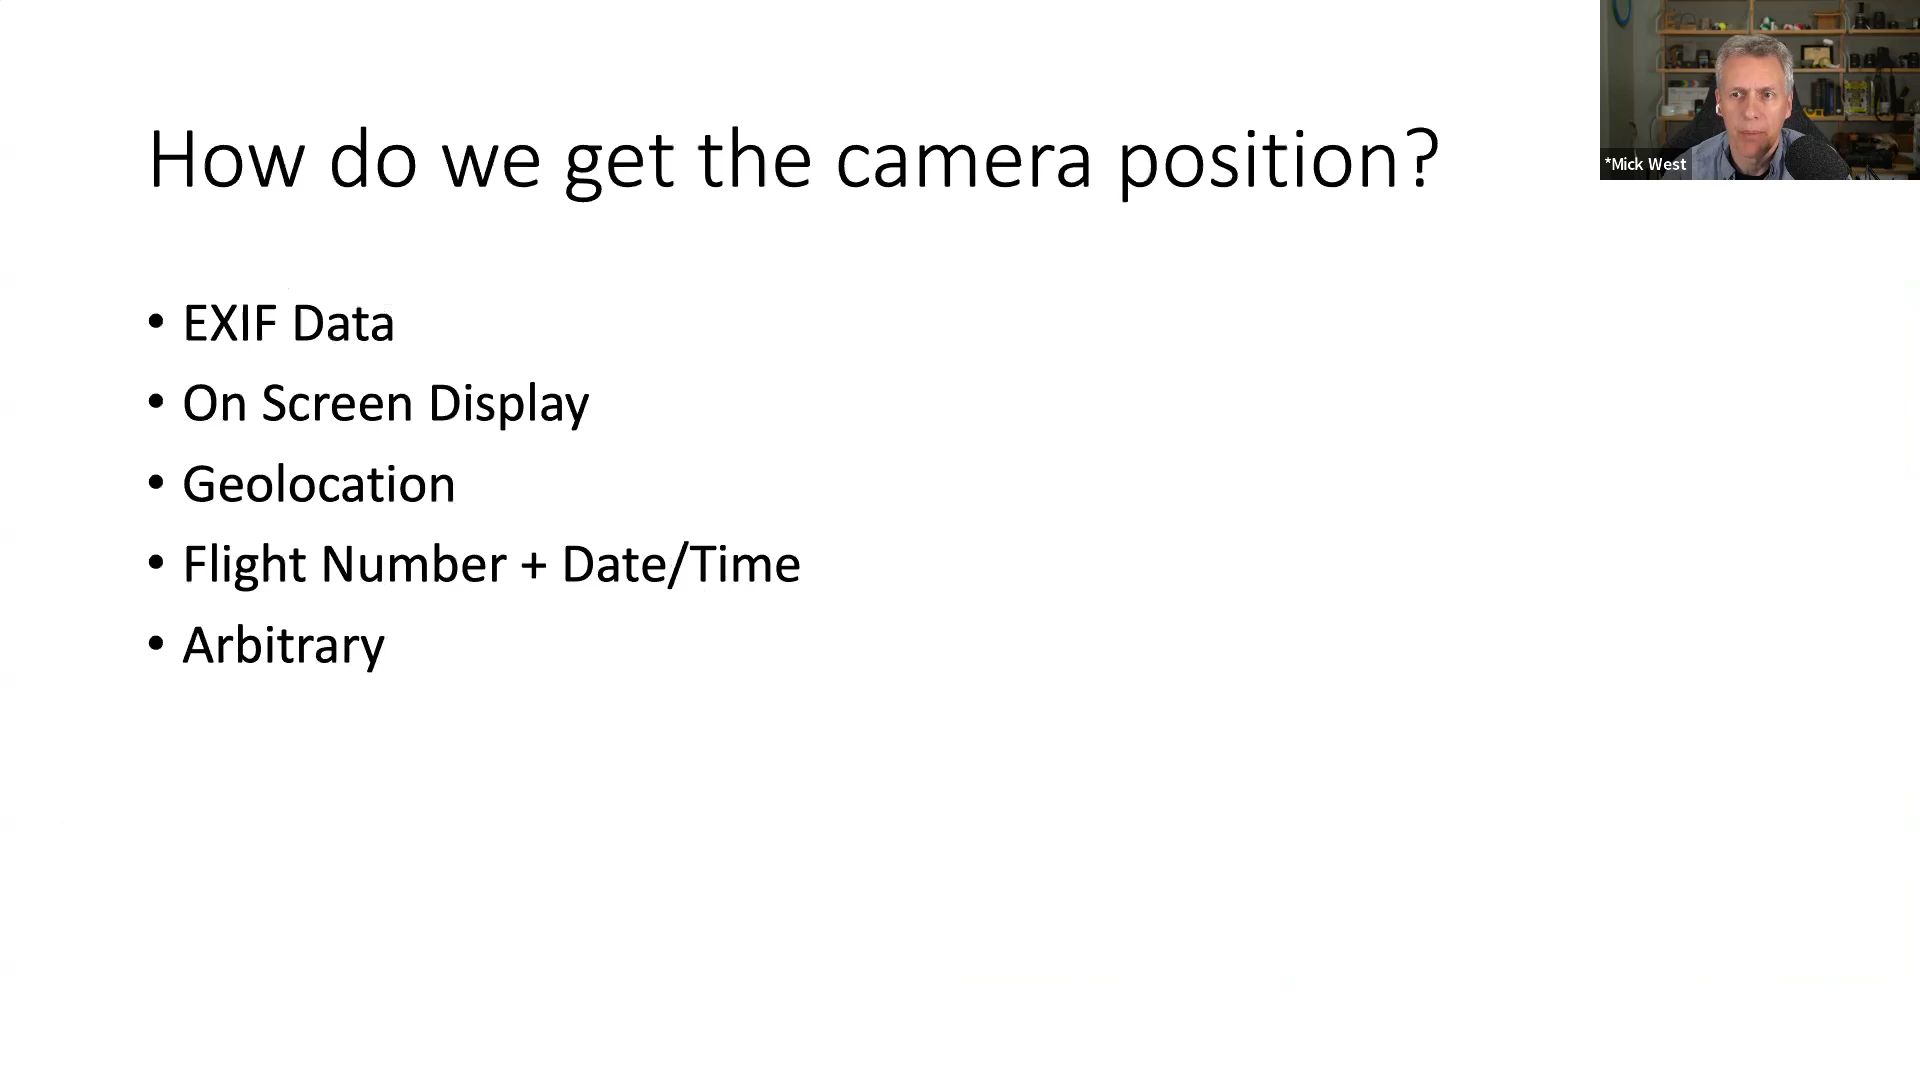 How do we get the camera position?
*Mick West
• EXIF Data
• On Screen Display
• Geolocation
• Flight Number + Date/Time
• Arbitrary